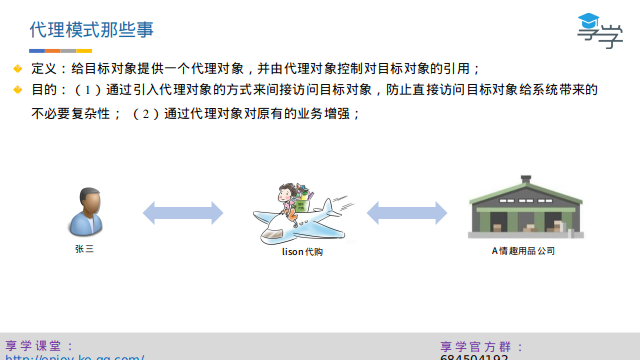 代理模式那些事
享学
定义：给目标对象提供一个代理对象，并由代理对象控制对目标对象的引用；
目的：（1）通过引入代理对象的方式来间接访问目标对象，防止直接访问目标对象给系统带来的
不必要复杂性； （2）通过代理对象对原有的业务增强；
张三
lison代购
A情趣用品公司
享学课堂：
http://enjoy.ke.qq.com/
享学官方群：
684504192